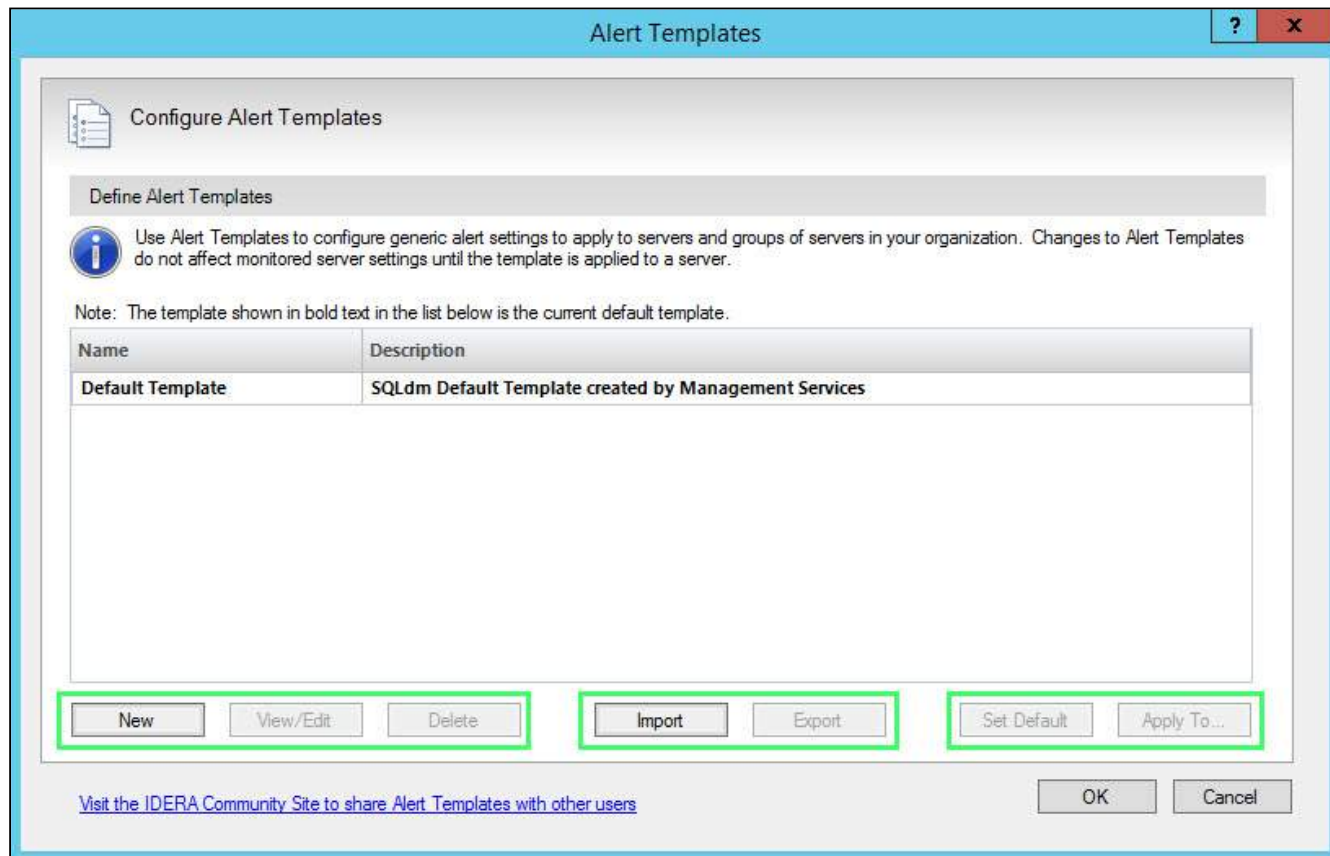 Alert Templates
?
x
Configure Alert Templates
Define Alert Templates
Use Alert Templates to configure generic alert settings to apply to servers and groups of servers in your organization. Changes to Alert Templates
do not affect monitored server settings until the template is applied to a server.
Note: The template shown in bold text in the list below is the current default template.
Name Description
Default Template SQLdm Default Template created by Management Services
New View/Edit Delete Import Export Set Default Apply To...
Visit the IDERA Community Site to share Alert Templates with other users
OK Cancel